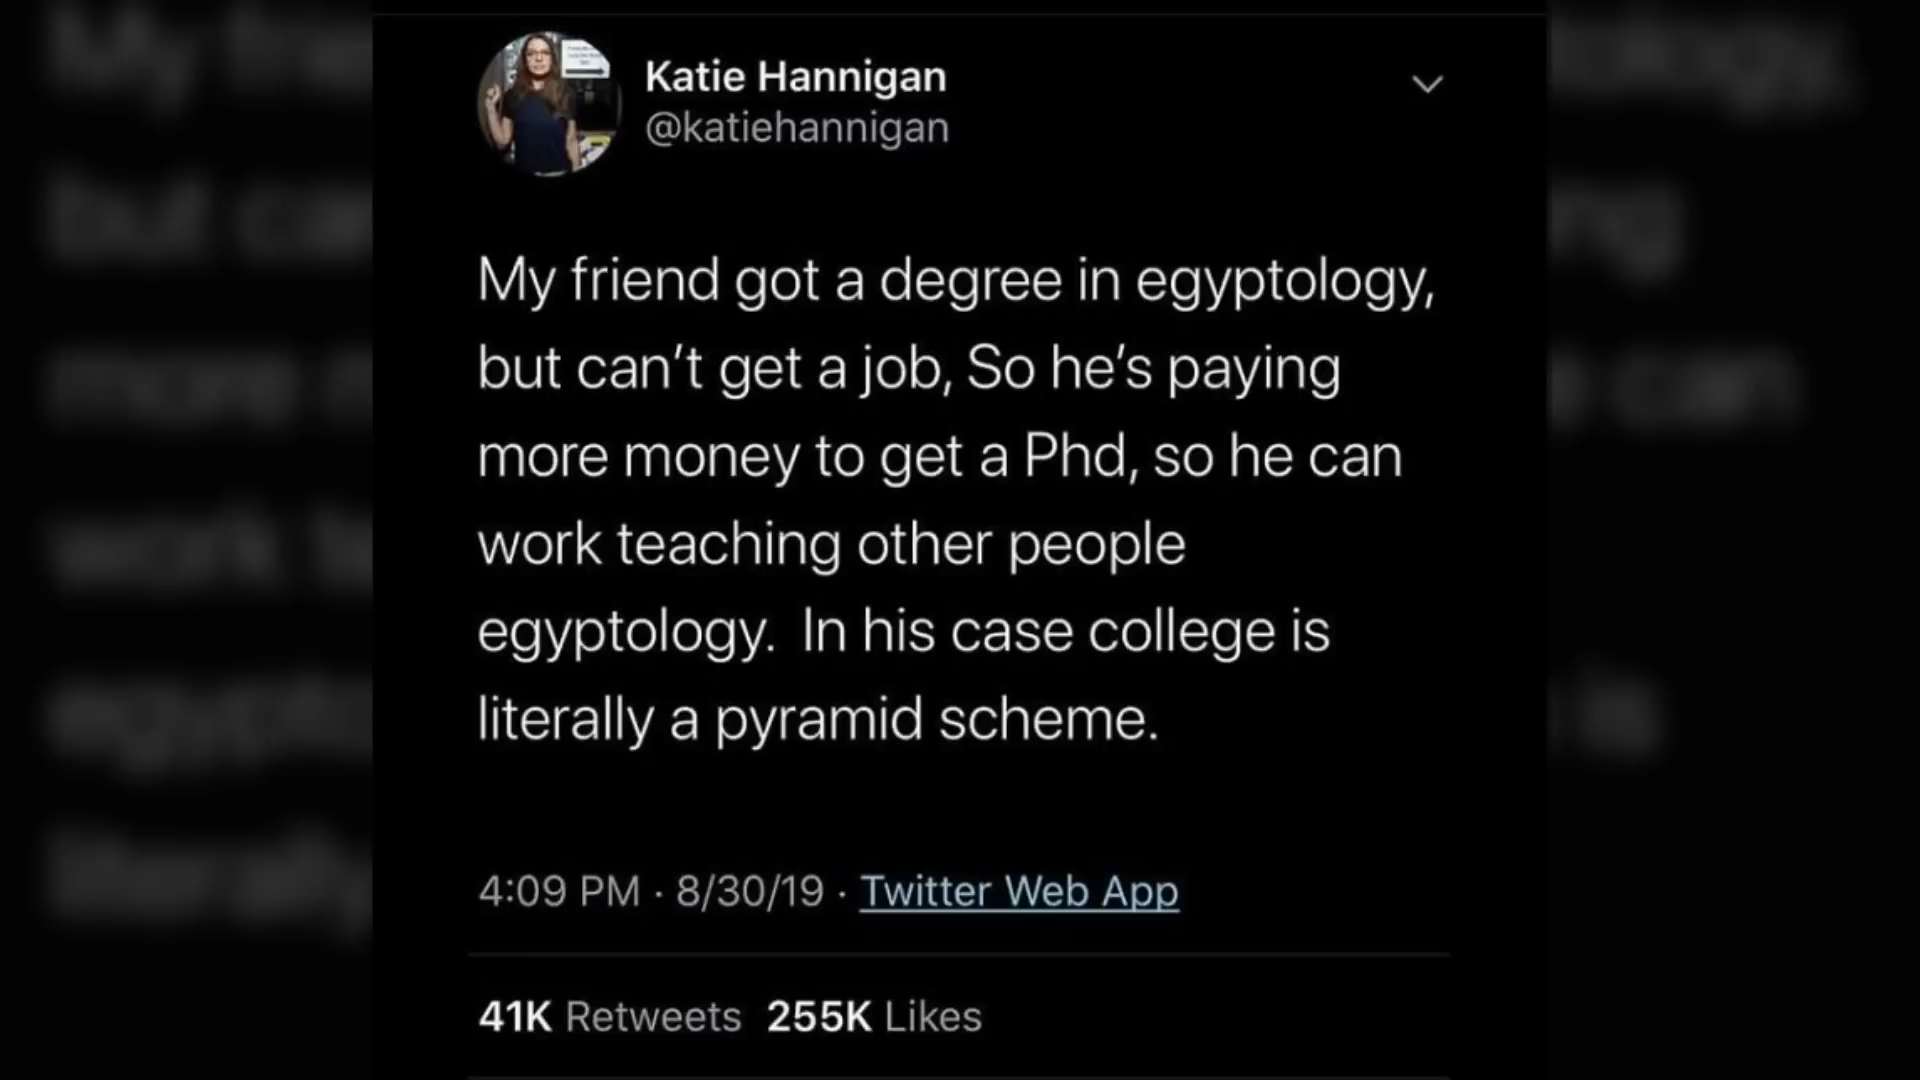 Katie Hannigan
@katiehannigan
My friend got a degree in egyptology,
but can't get a job, So he's paying
more money to get a Phd, so he can
work teaching other people
egyptology.  In his case college is
literally a pyramid scheme.
4:09 PM · 8/30/19 · Twitter Web App
41K Retweets 255K Likes